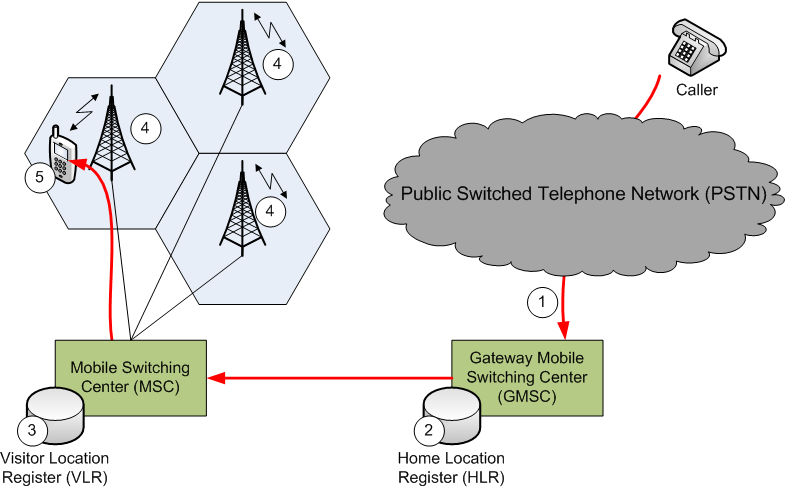 4
4
4
5
Caller
Public Switched Telephone Network (PSTN)
1
Mobile Switching
Center (MSC)
Gateway Mobile
Switching Center
(GMSC)
3
2
Visitor Location
Register (VLR)
Home Location
Register (HLR)